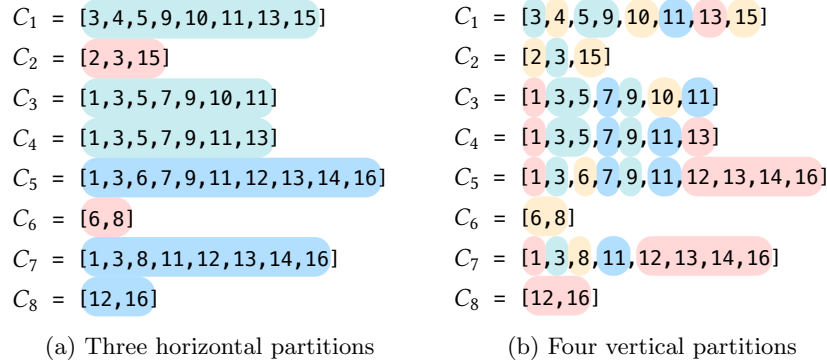 C1 = [3,4,5,9,10,11,13,15]
C2 = [2,3,15]
C3 = [1,3,5,7,9,10,11]
C4 = [1,3,5,7,9,11,13]
C5 = [1,3,6,7,9,11,12,13,14,16]
C6 = [6,8]
C7 = [1,3,8,11,12,13,14,16]
C8 = [12,16]
(a) Three horizontal partitions
C1 = [3,4,5,9,10,11,13,15]
C2 = [2,3,15]
C3 = [1,3,5,7,9,10,11]
C4 = [1,3,5,7,9,11,13]
C5 = [1,3,6,7,9,11,12,13,14,16]
C6 = [6,8]
C7 = [1,3,8,11,12,13,14,16]
C8 = [12,16]
(b) Four vertical partitions